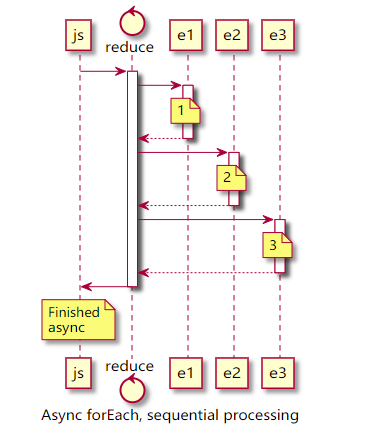 js
reduce
e1
e2
e3
1
2
3
Finished
async
js
reduce
e1
e2
e3
Async forEach, sequential processing